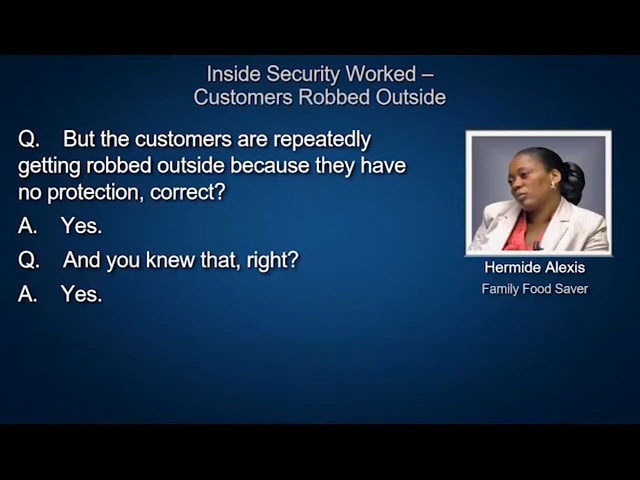 Inside Security Worked –
Customers Robbed Outside
Q. But the customers are repeatedly
getting robbed outside because they have
no protection, correct?
A. Yes.
Q. And you knew that, right?
A. Yes.
Hermide Alexis
Family Food Saver